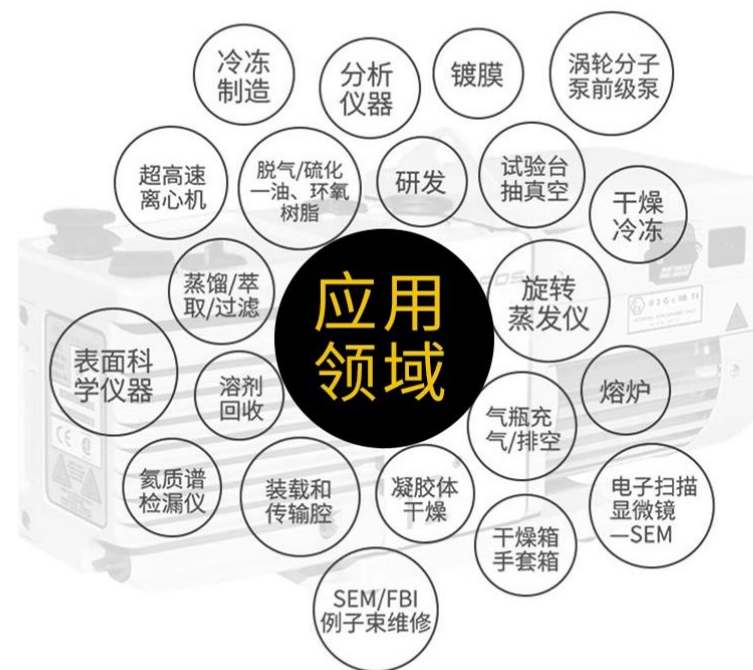 冷冻
制造
分析
仪器
镀膜
涡轮分子
泵前级泵
超高速
离心机
脱气/硫化
一油、环氧
树脂
研发
试验台
抽真空
干燥
冷冻
蒸馏/萃
取/过滤
应用
领域
旋转
蒸发仪
表面科
学仪器
溶剂
回收
气瓶充
气/排空
熔炉
氦质谱
检漏仪
装载和
传输腔
凝胶体
干燥
干燥箱
手套箱
电子扫描
显微镜
—SEM
SEM/FBI
例子束维修